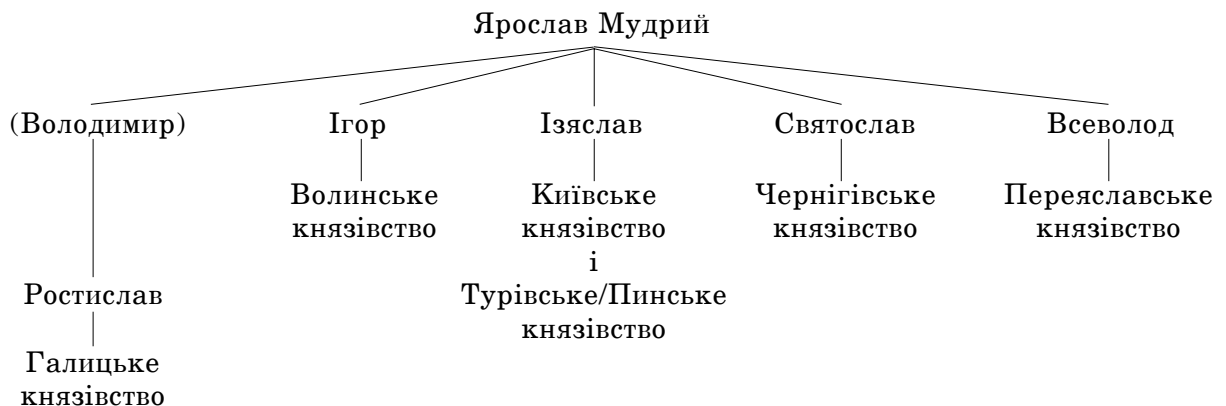 Ярослав Мудрий
(Володимир)
Ігор
Ізяслав
Святослав
Всеволод
Волинське
князівство
Київське
князівство
і
Турівське/Пинське
князівство
Чернігівське
князівство
Переяславське
князівство
Ростислав
Галицьке
князівство